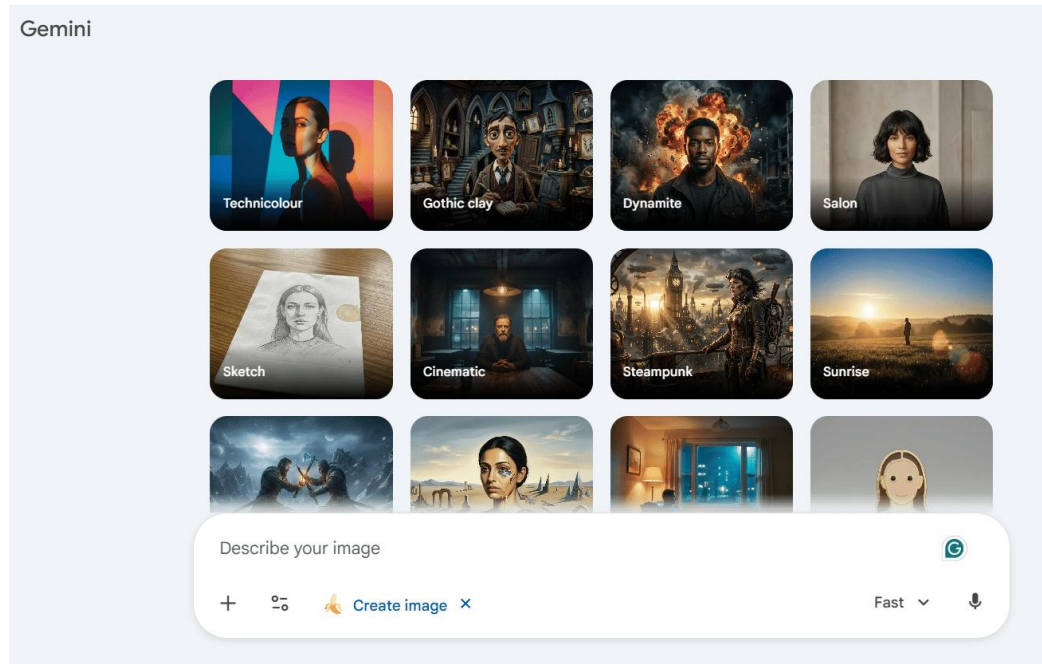 Gemini
Technicolour
Gothic clay
Dynamite
Salon
Sketch
Cinematic
Steampunk
Sunrise
Describe your image
Create image
Fast